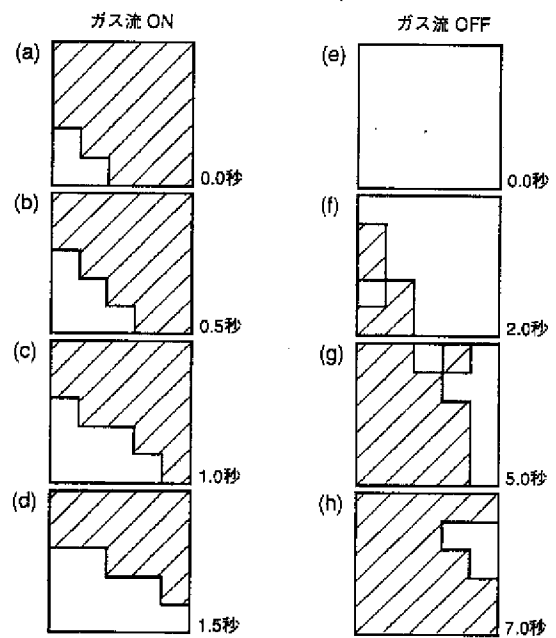 ガス流 ON
(a)
0.0秒
(b)
0.5秒
(c)
1.0秒
(d)
1.5秒
ガス流 OFF
(e)
0.0秒
(f)
2.0秒
(g)
5.0秒
(h)
7.0秒